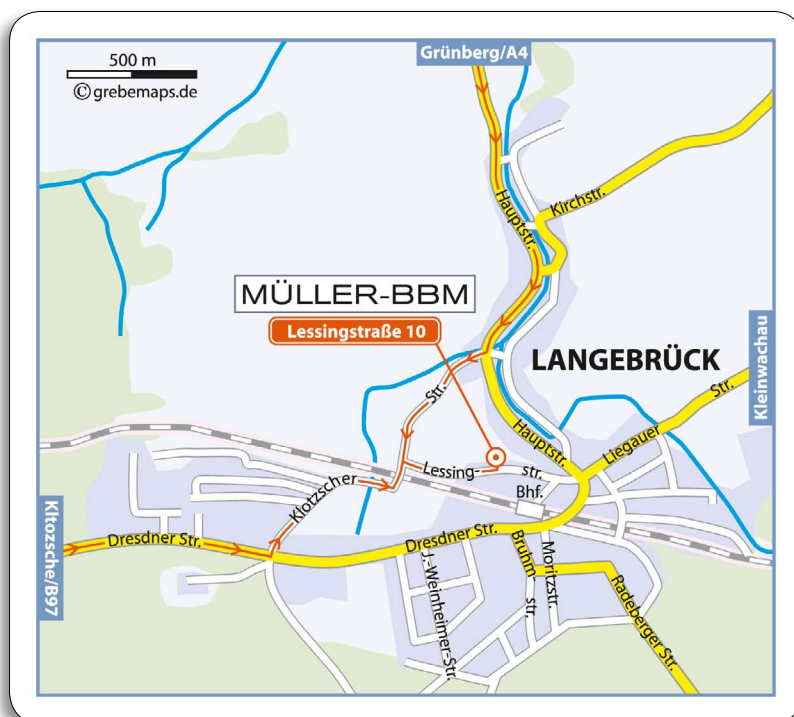 Grünberg/A4
500 m
© grebemaps.de
Hauptstr.
Kirchstr.
MÜLLER-BBM
Lessingstraße 10
LANGEBRÜCK
Kleinwachau
Str.
Hauptstr.
Liegauer Str.
Lessing- str.
Bhf.
Klotzscher
Kltozsche/B97
Dresdner Str.
Dresdner Str.
J.-Weinheimer-Str.
Bruhm- str.
Moritzstr.
Radeberger Str.